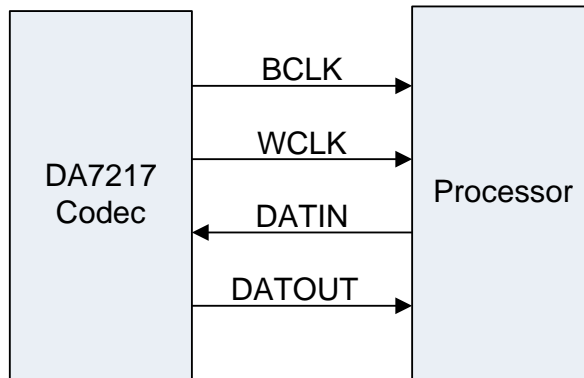 BCLK
WCLK
DA7217
Codec
Processor
DATIN
DATOUT